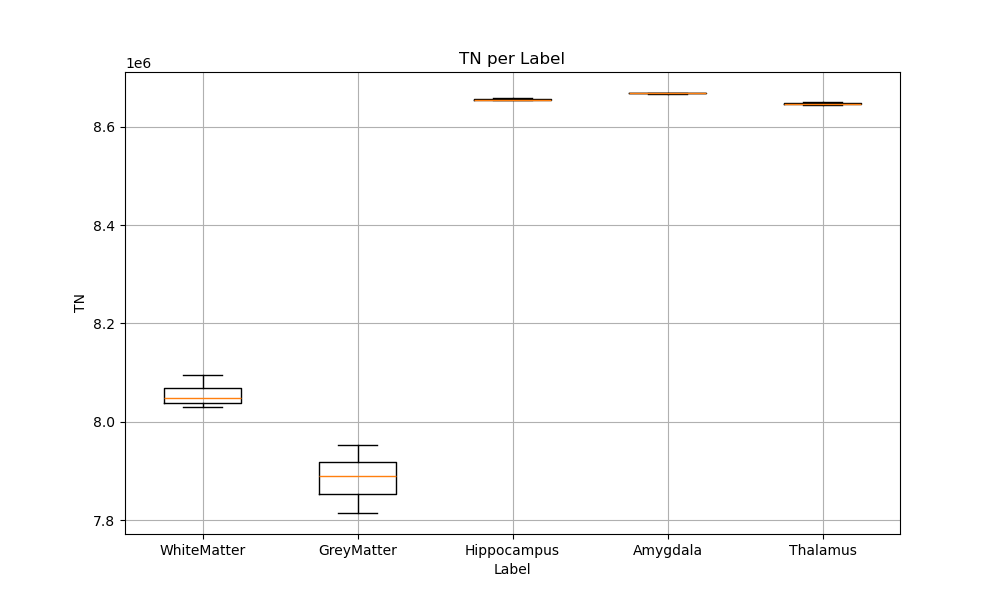 TN per Label
1e6
8.6
8.4
8.2
8.0
7.8
TN
WhiteMatter GreyMatter Hippocampus Amygdala Thalamus
Label